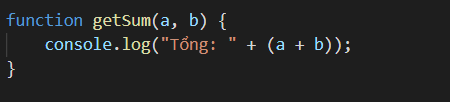 function getSum(a, b) {
    console.log("Tổng: " + (a + b));
}